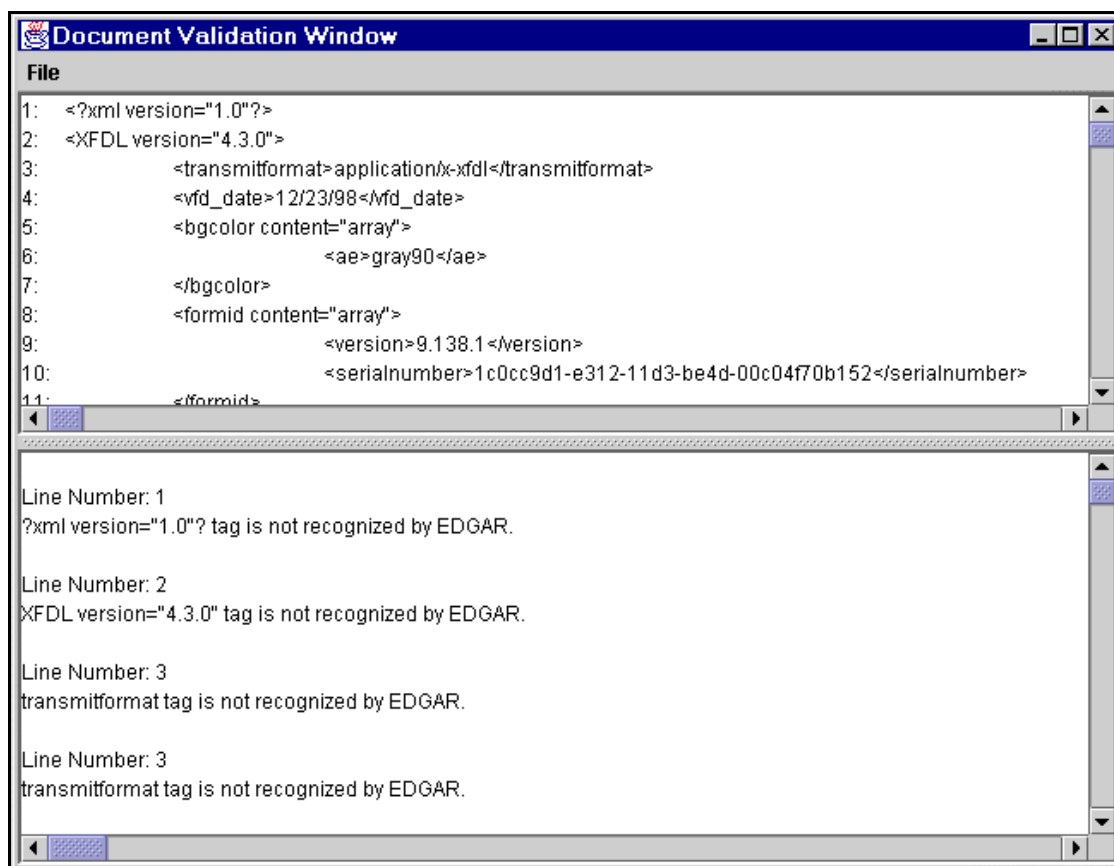 Document Validation Window
File
1: <?xml version="1.0"?>
2: <XFDL version="4.3.0">
3: <transmitformat>application/x-xfdl</transmitformat>
4: <vfd_date>12/23/98</vfd_date>
5: <bgcolor content="array">
6: <ae>gray90</ae>
7: </bgcolor>
8: <formid content="array">
9: <version>9.138.1</version>
10: <serialnumber>1c0cc9d1-e312-11d3-be4d-00c04f70b152</serialnumber>
11: </formid>
Line Number: 1
?xml version="1.0"? tag is not recognized by EDGAR.
Line Number: 2
XFDL version="4.3.0" tag is not recognized by EDGAR.
Line Number: 3
transmitformat tag is not recognized by EDGAR.
Line Number: 3
transmitformat tag is not recognized by EDGAR.